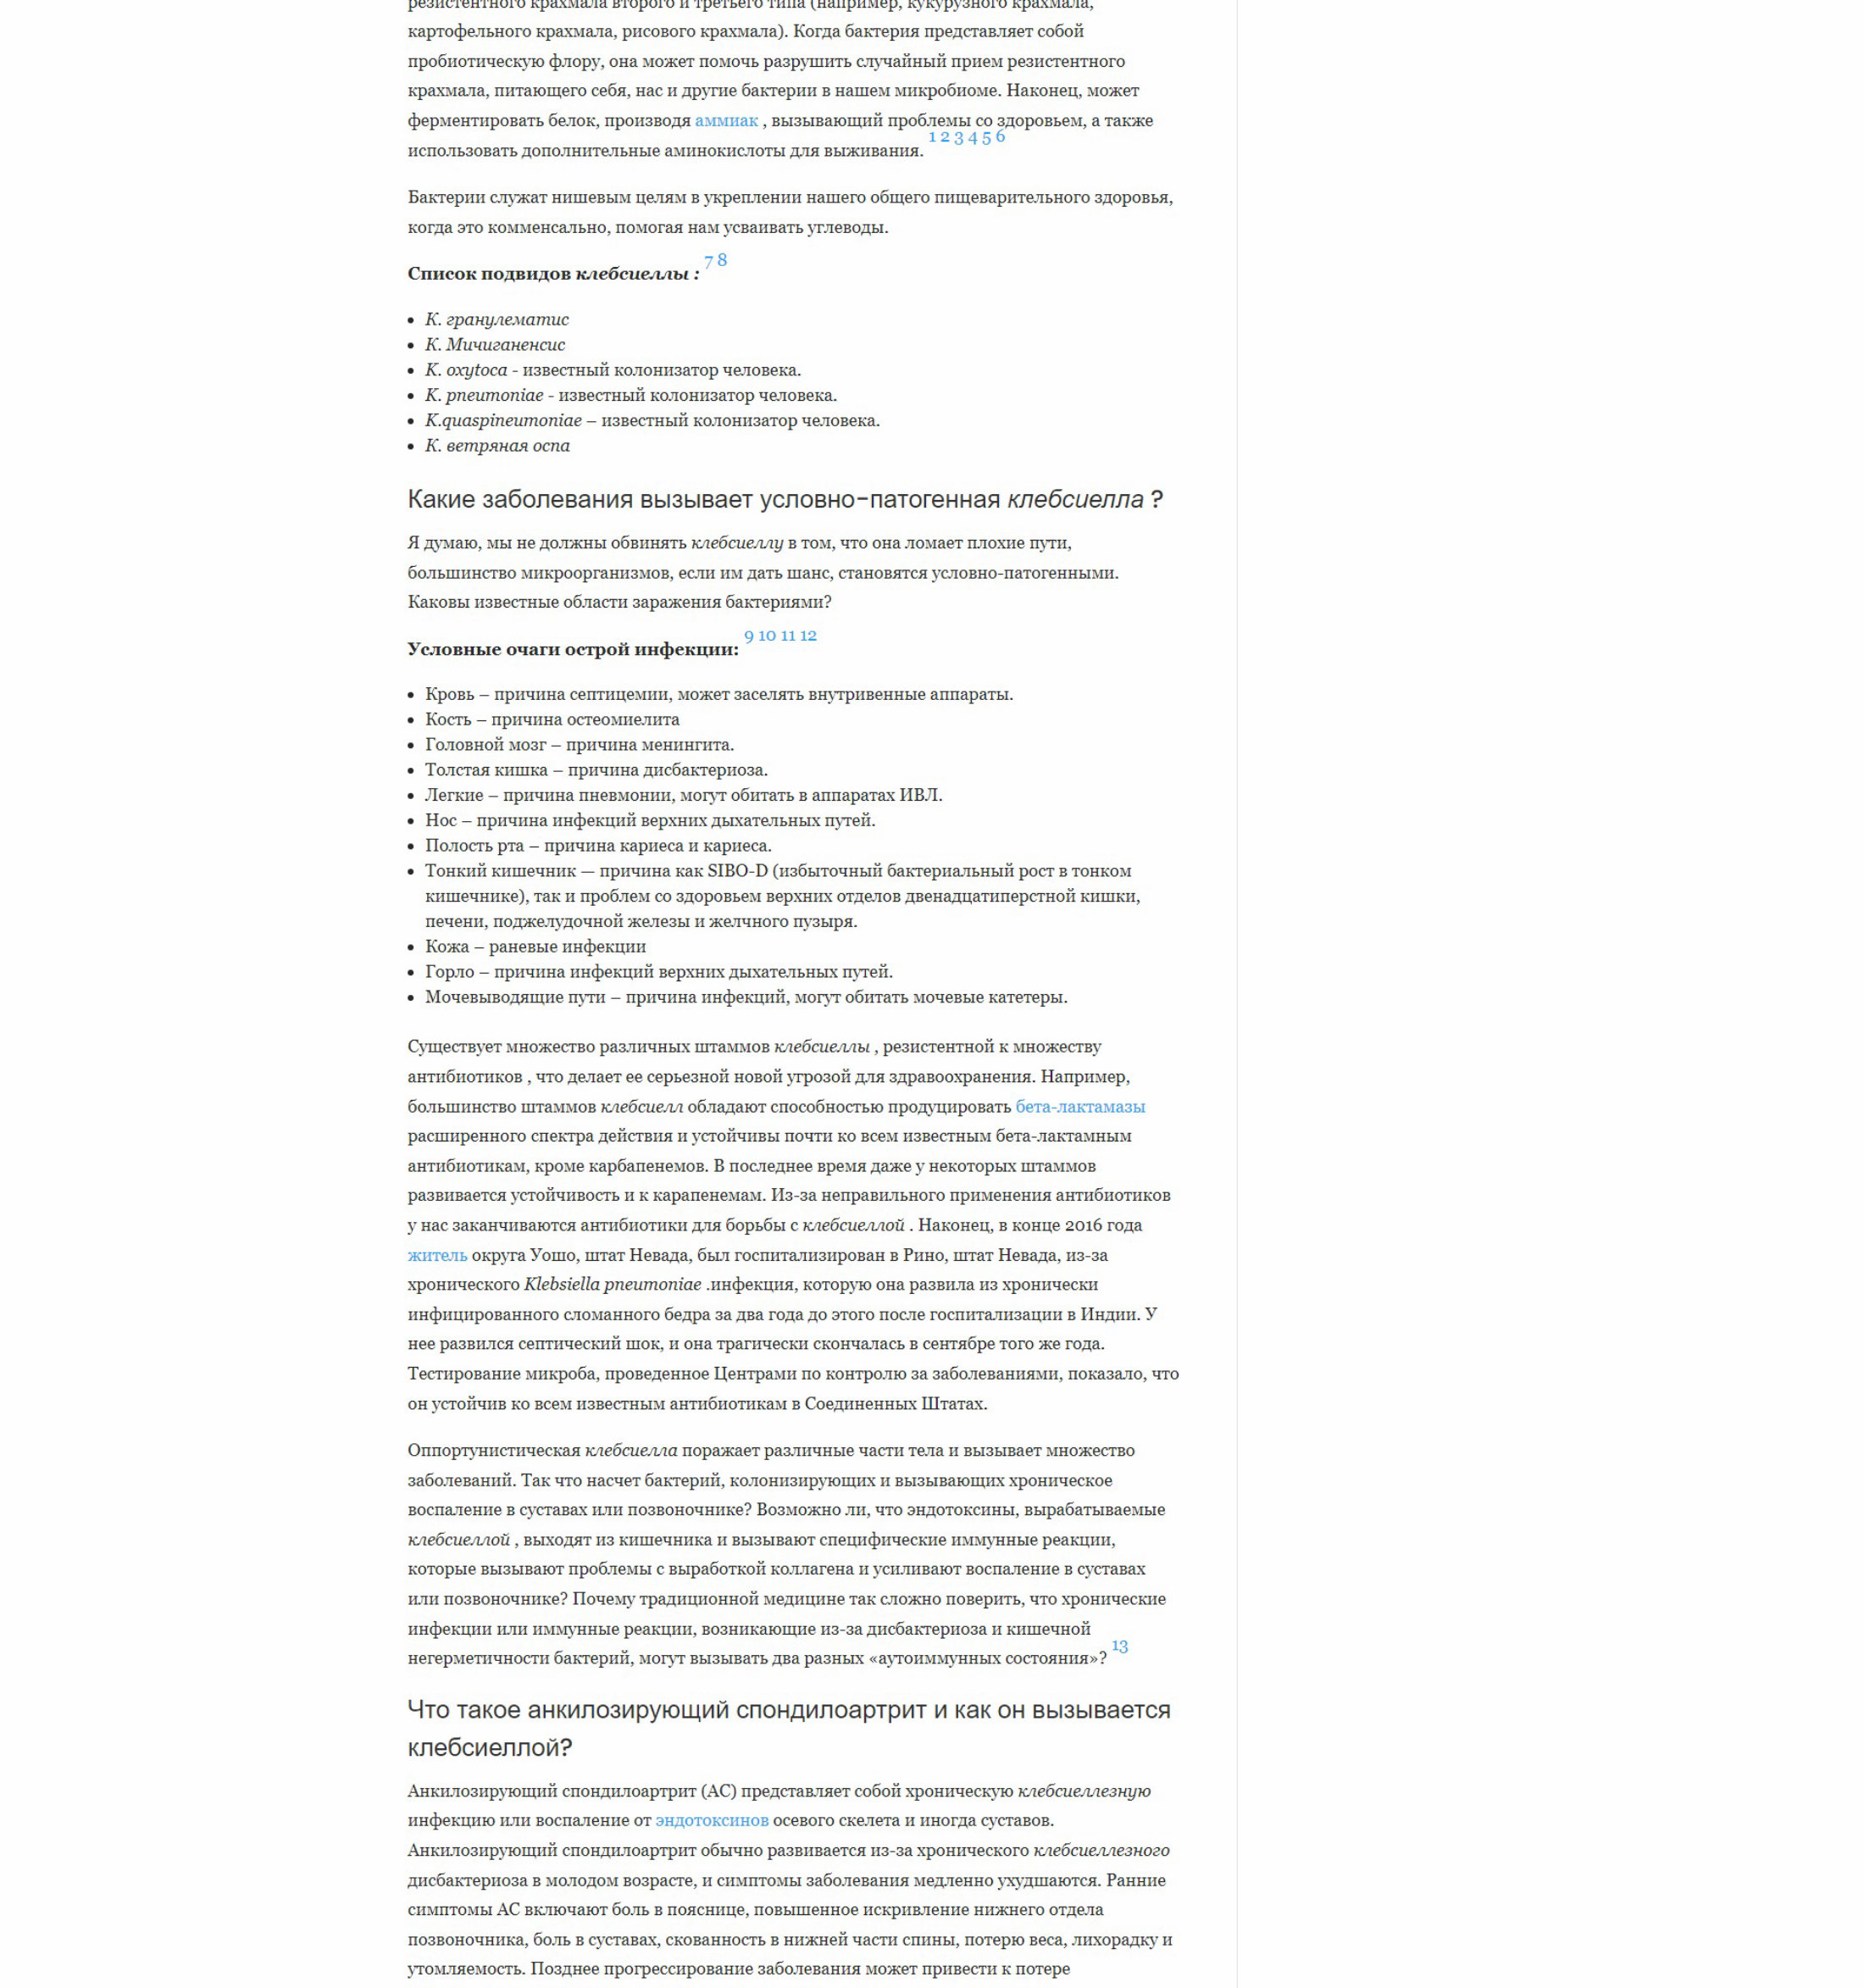 резистентного крахмала второго и третьего типа (например, кукурузного крахмала,
картофельного крахмала, рисового крахмала). Когда бактерия представляет собой
пробиотическую флору, она может помочь разрушить случайный прием резистентного
крахмала, питающего себя, нас и другие бактерии в нашем микробиоме. Наконец, может
ферментировать белок, производя аммиак , вызывающий проблемы со здоровьем, а также
использовать дополнительные аминокислоты для выживания. 1 2 3 4 5 6
Бактерии служат нишевым целям в укреплении нашего общего пищеварительного здоровья,
когда это комменсально, помогая нам усваивать углеводы.
Список подвидов клебсиеллы : 7 8
• К. гранулематис
• К. Мичиганенсис
• K. oxytoca - известный колонизатор человека.
• K. pneumoniae - известный колонизатор человека.
• K.quaspineumoniae – известный колонизатор человека.
• К. ветряная оспа
Какие заболевания вызывает условно-патогенная клебсиелла ?
Я думаю, мы не должны обвинять клебсиеллу в том, что она ломает плохие пути,
большинство микроорганизмов, если им дать шанс, становятся условно-патогенными.
Каковы известные области заражения бактериями?
Условные очаги острой инфекции: 9 10 11 12
• Кровь – причина септицемии, может заселять внутривенные аппараты.
• Кость – причина остеомиелита
• Головной мозг – причина менингита.
• Толстая кишка – причина дисбактериоза.
• Легкие – причина пневмонии, могут обитать в аппаратах ИВЛ.
• Нос – причина инфекций верхних дыхательных путей.
• Полость рта – причина кариеса и кариеса.
• Тонкий кишечник — причина как SIBO-D (избыточный бактериальный рост в тонком
кишечнике), так и проблем со здоровьем верхних отделов двенадцатиперстной кишки,
печени, поджелудочной железы и желчного пузыря.
• Кожа – раневые инфекции
• Горло – причина инфекций верхних дыхательных путей.
• Мочевыводящие пути – причина инфекций, могут обитать мочевые катетеры.
Существует множество различных штаммов клебсиеллы , резистентной к множеству
антибиотиков , что делает ее серьезной новой угрозой для здравоохранения. Например,
большинство штаммов клебсиелл обладают способностью продуцировать бета-лактамазы
расширенного спектра действия и устойчивы почти ко всем известным бета-лактамным
антибиотикам, кроме карбапенемов. В последнее время даже у некоторых штаммов
развивается устойчивость и к карапенемам. Из-за неправильного применения антибиотиков
у нас заканчиваются антибиотики для борьбы с клебсиеллой . Наконец, в конце 2016 года
житель округа Уошо, штат Невада, был госпитализирован в Рино, штат Невада, из-за
хронического Klebsiella pneumoniae .инфекция, которую она развила из хронически
инфицированного сломанного бедра за два года до этого после госпитализации в Индии. У
нее развился септический шок, и она трагически скончалась в сентябре того же года.
Тестирование микроба, проведенное Центрами по контролю за заболеваниями, показало, что
он устойчив ко всем известным антибиотикам в Соединенных Штатах.
Оппортунистическая клебсиелла поражает различные части тела и вызывает множество
заболеваний. Так что насчет бактерий, колонизирующих и вызывающих хроническое
воспаление в суставах или позвоночнике? Возможно ли, что эндотоксины, вырабатываемые
клебсиеллой , выходят из кишечника и вызывают специфические иммунные реакции,
которые вызывают проблемы с выработкой коллагена и усиливают воспаление в суставах
или позвоночнике? Почему традиционной медицине так сложно поверить, что хронические
инфекции или иммунные реакции, возникающие из-за дисбактериоза и кишечной
негерметичности бактерий, могут вызывать два разных «аутоиммунных состояния»? 13
Что такое анкилозирующий спондилоартрит и как он вызывается
клебсиеллой?
Анкилозирующий спондилоартрит (АС) представляет собой хроническую клебсиеллезную
инфекцию или воспаление от эндотоксинов осевого скелета и иногда суставов.
Анкилозирующий спондилоартрит обычно развивается из-за хронического клебсиеллезного
дисбактериоза в молодом возрасте, и симптомы заболевания медленно ухудшаются. Ранние
симптомы АС включают боль в пояснице, повышенное искривление нижнего отдела
позвоночника, боль в суставах, скованность в нижней части спины, потерю веса, лихорадку и
утомляемость. Позднее прогрессирование заболевания может привести к потере